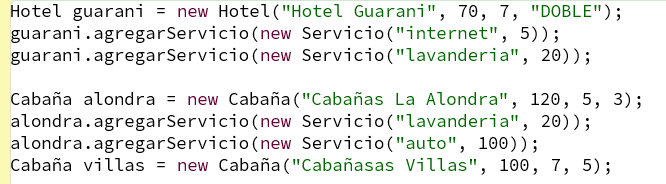 Hotel guarani = new Hotel("Hotel Guarani", 70, 7, "DOBLE");
guarani.agregarServicio(new Servicio("internet", 5));
guarani.agregarServicio(new Servicio("lavanderia", 20));
Cabaña alondra = new Cabaña("Cabañas La Alondra", 120, 5, 3);
alondra.agregarServicio(new Servicio("lavanderia", 20));
alondra.agregarServicio(new Servicio("auto", 100));
Cabaña villas = new Cabaña("Cabañasas Villas", 100, 7, 5);